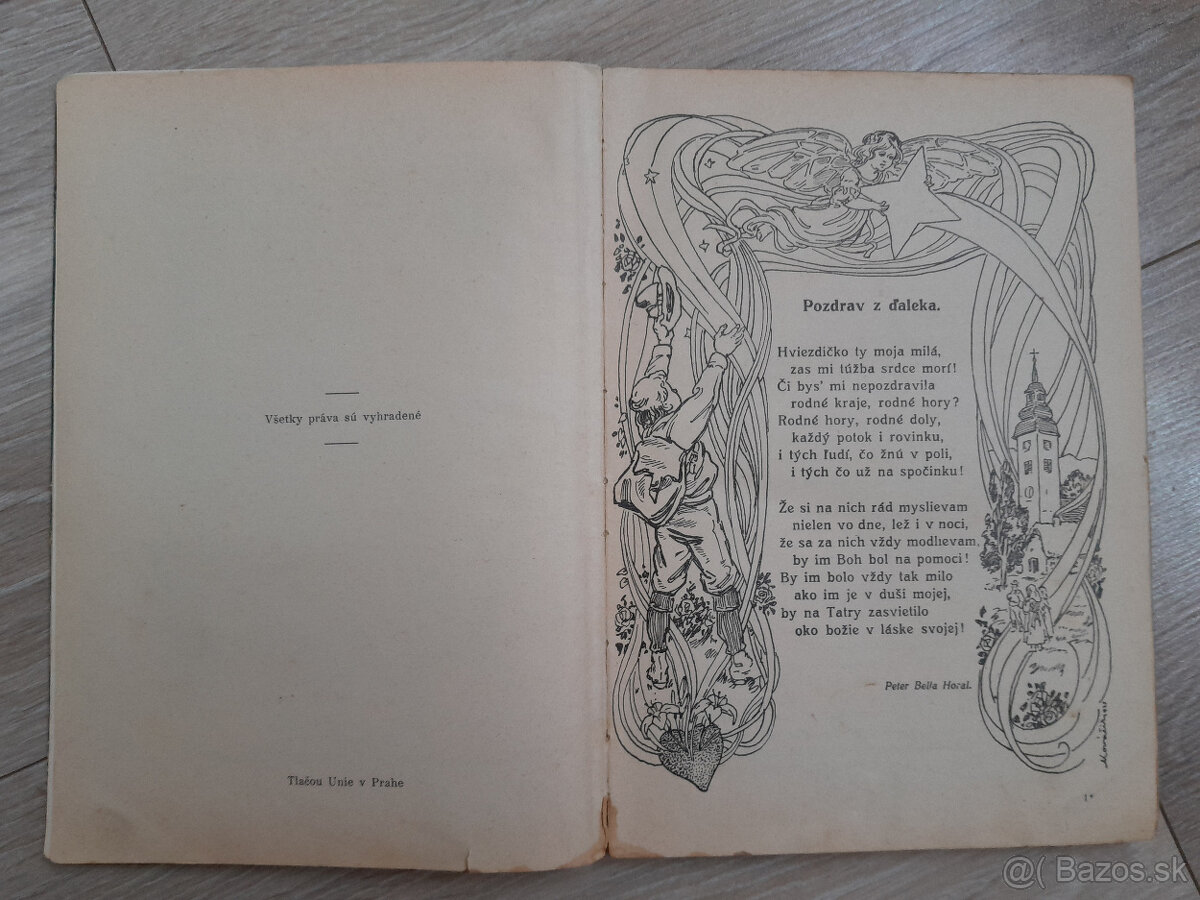 Všetky práva sú vyhradené
Tlačou Unie v Prahe
Pozdrav z ďaleka.
Hviezdičko ty moja milá,
zas mi túžba srdce morí!
Či bys' mi nepozdravila
rodné kraje, rodné hory?
Rodné hory, rodné doly,
každý potok i rovinku,
i tých ľudí, čo žnú v poli,
i tých čo už na spočinku!
Že si na nich rád myslievam
nielen vo dne, lež i v noci,
že sa za nich vždy modlievam,
by im Boh bol na pomoci!
By im bolo vždy tak milo
ako im je v duši mojej,
by na Tatry zasvietilo
oko božie v láske svojej!
Peter Bella Horal.
1*
@( Bazos.sk